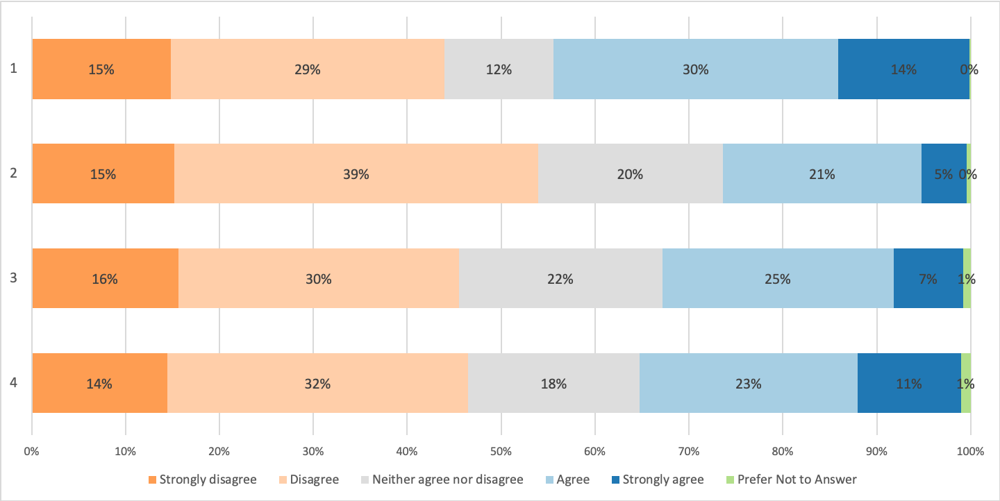 1 15% 29% 12% 30% 14% 0%
2 15% 39% 20% 21% 5% 0%
3 16% 30% 22% 25% 7% 1%
4 14% 32% 18% 23% 11% 1%
0% 10% 20% 30% 40% 50% 60% 70% 80% 90% 100%
Strongly disagree Disagree Neither agree nor disagree Agree Strongly agree Prefer Not to Answer